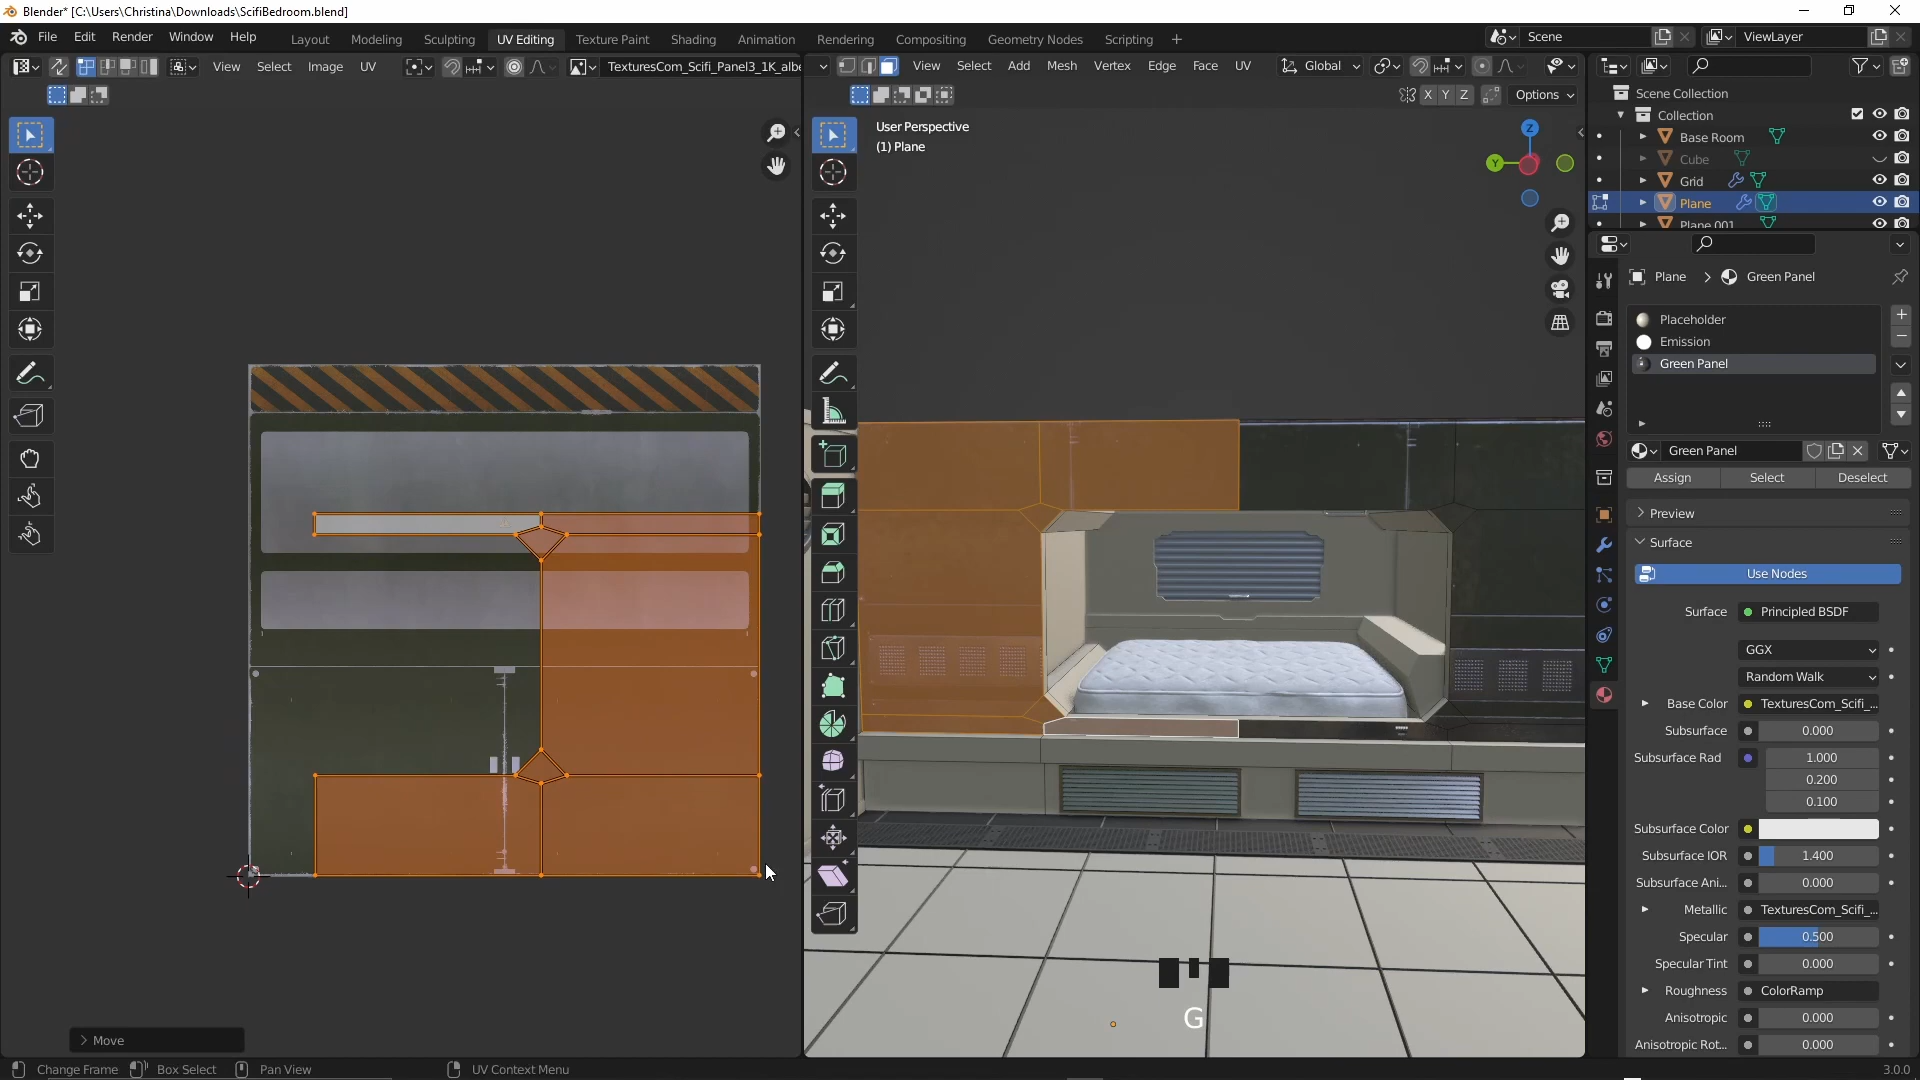 Blender* [C:\Users\Christina\Downloads\ScifiBedroom.blend]
File Edit Render Window Help
Layout Modeling Sculpting UV Editing Texture Paint Shading Animation Rendering Compositing Geometry Nodes Scripting +
Scene
ViewLayer
View Select Image UV
TexturesCom_Scifi_Panel3_1K_albe
View Select Add Mesh Vertex Edge Face UV
Global
X Y Z
Options
User Perspective
(1) Plane
Z
Y
Scene Collection
Collection
Base Room
Cube
Grid
Plane
Plane 001
Plane > Green Panel
Placeholder
Emission
Green Panel
Green Panel
Assign Select Deselect
Preview
Surface
Use Nodes
Surface Principled BSDF
GGX
Random Walk
Base Color TexturesCom_Scifi_...
Subsurface 0.000
Subsurface Rad 1.000
0.200
0.100
Subsurface Color
Subsurface IOR 1.400
Subsurface Ani... 0.000
Metallic TexturesCom_Scifi_...
Specular 0.500
Specular Tint 0.000
Roughness ColorRamp
Anisotropic 0.000
Anisotropic Rot... 0.000
G
Move
Change Frame Box Select Pan View UV Context Menu
3.0.0